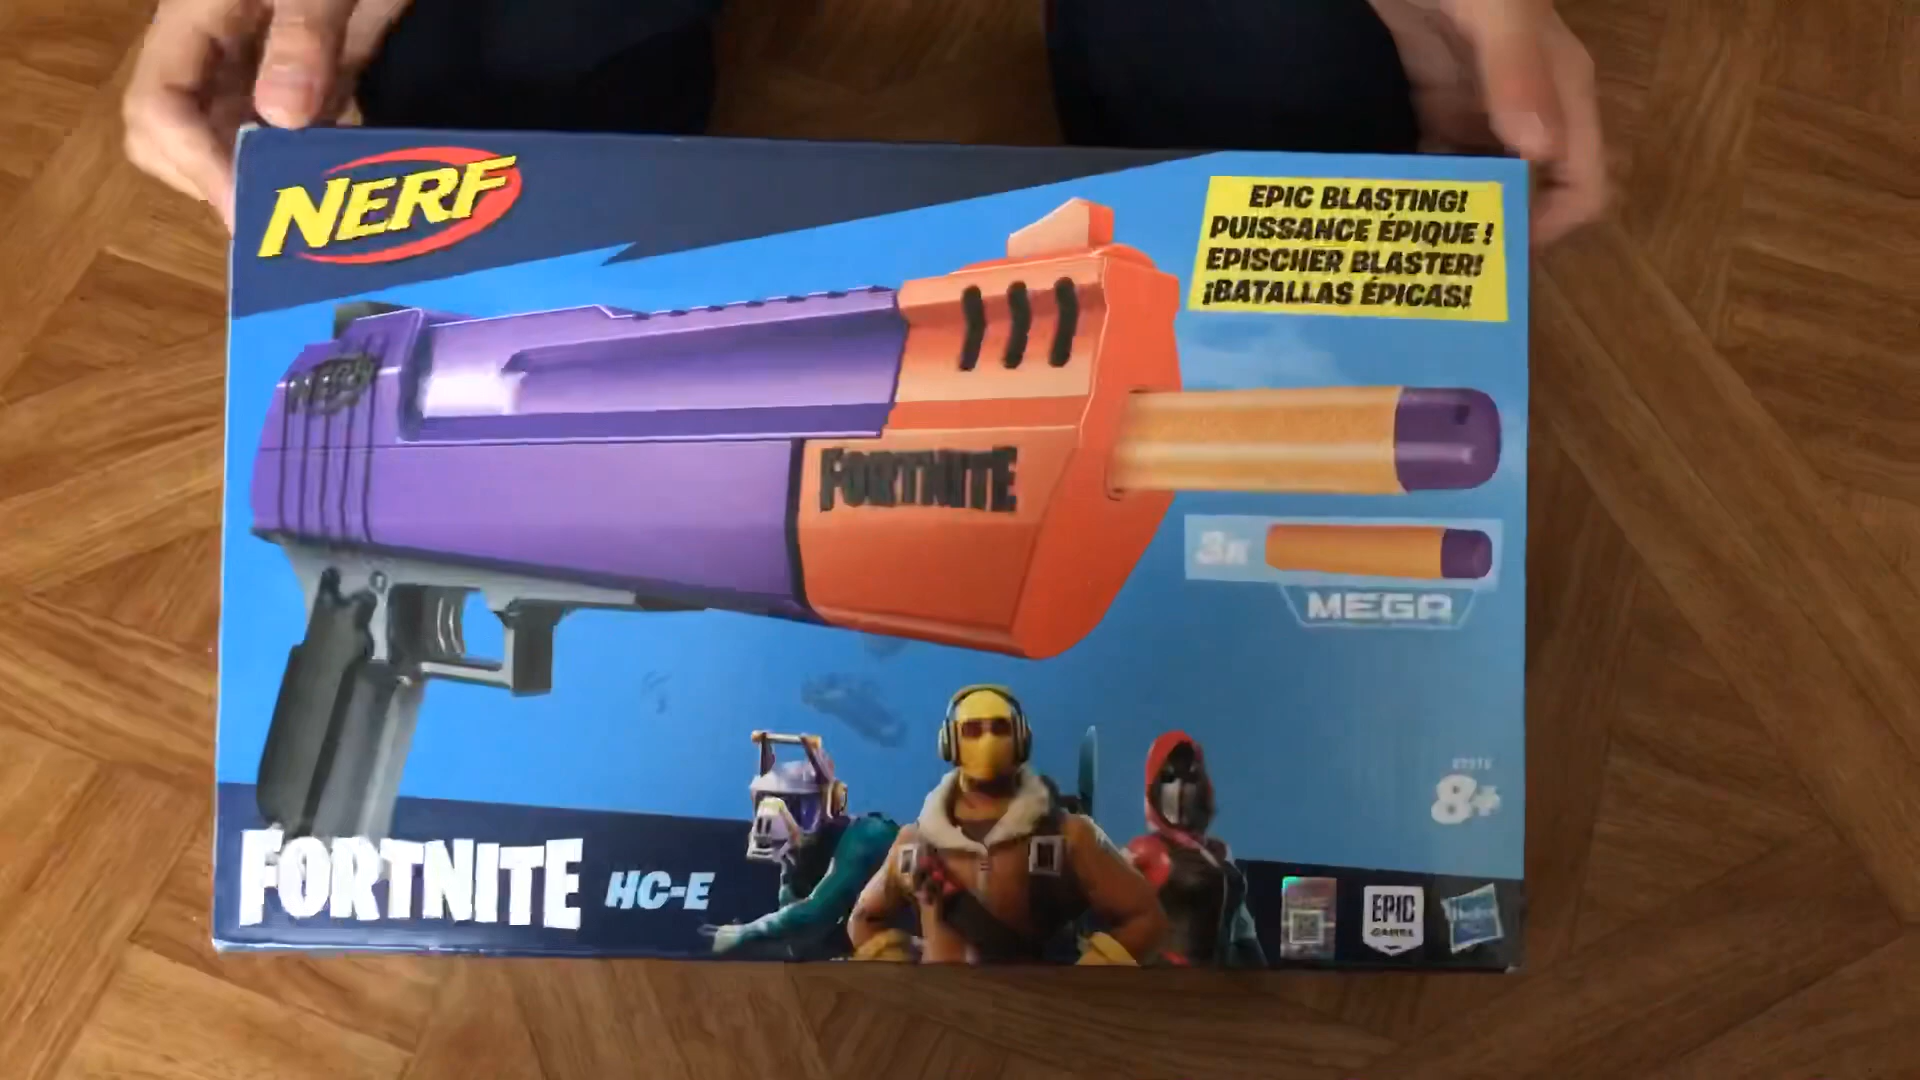 NERF
EPIC BLASTING!
PUISSANCE ÉPIQUE !
EPISCHER BLASTER!
¡BATALLAS ÉPICAS!
NERF
FORTNITE
3x
MEGA
8+
FORTNITE
HC-E
EPIC
GAMES
Hasbro